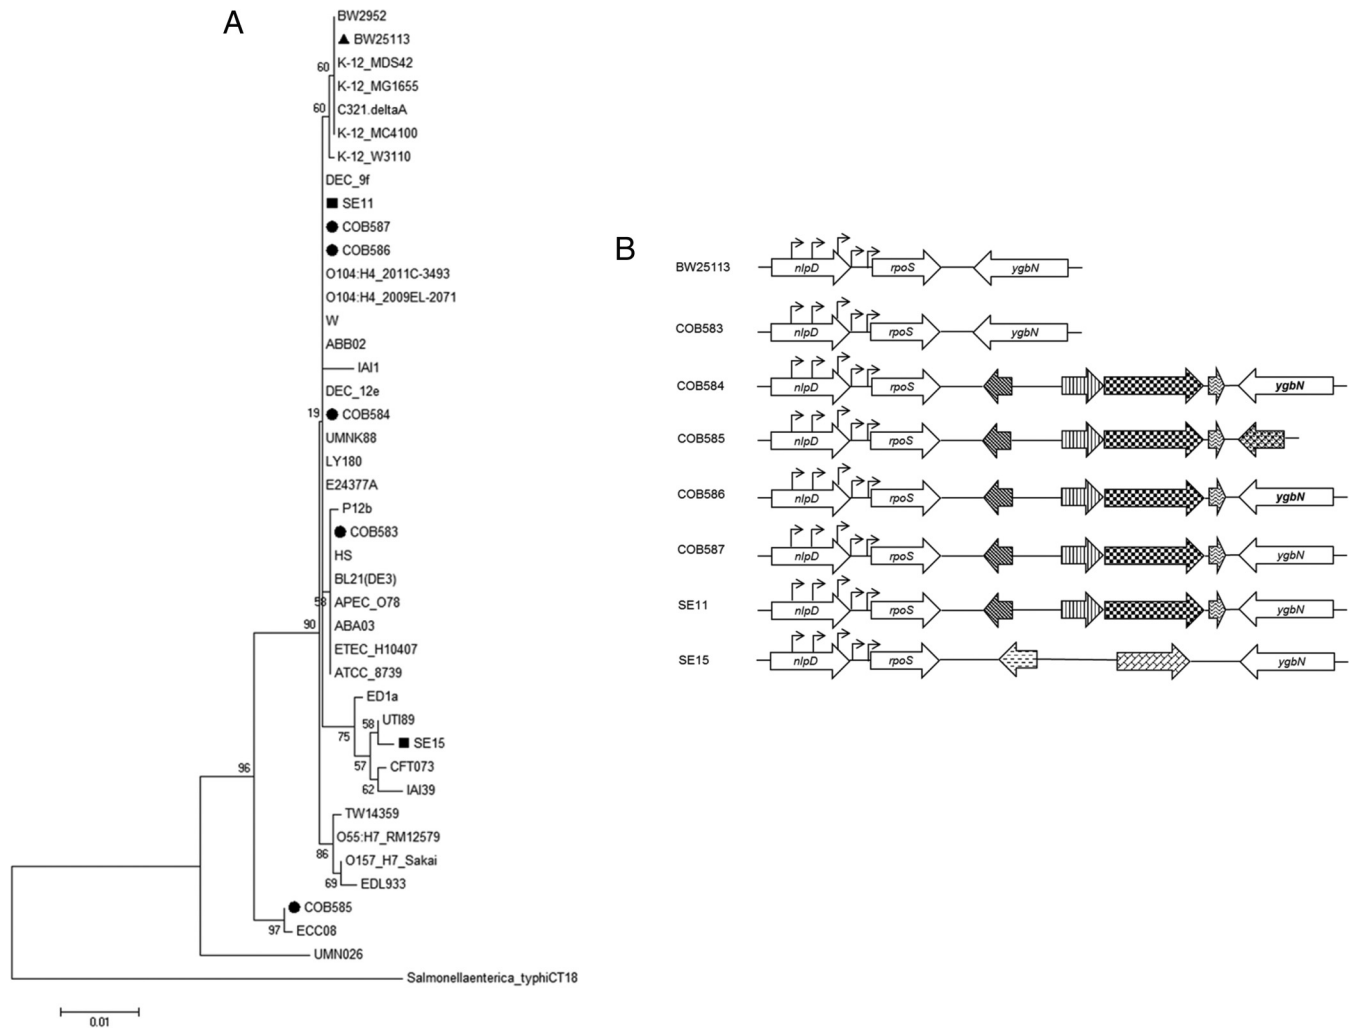 A
BW2952
BW25113
60
K-12_MDS42
K-12_MG1655
60
C321.deltaA
K-12_MC4100
K-12_W3110
DEC_9f
SE11
COB587
COB586
O104:H4_2011C-3493
O104:H4_2009EL-2071
W
ABB02
IAI1
DEC_12e
19
COB584
UMNK88
LY180
E24377A
P12b
COB583
HS
BL21(DE3)
58
APEC_O78
90
ABA03
ETEC_H10407
ATCC_8739
ED1a
58
UTI89
75
SE15
57
CFT073
62
IAI39
96
TW14359
O55:H7_RM12579
86
O157_H7_Sakai
69
EDL933
COB585
97
ECC08
UMN026
Salmonellaenterica_typhiCT18
0.01
B
BW25113 nlpD rpoS ygbN
COB583 nlpD rpoS ygbN
COB584 nlpD rpoS ygbN
COB585 nlpD rpoS
COB586 nlpD rpoS ygbN
COB587 nlpD rpoS ygbN
SE11 nlpD rpoS ygbN
SE15 nlpD rpoS ygbN